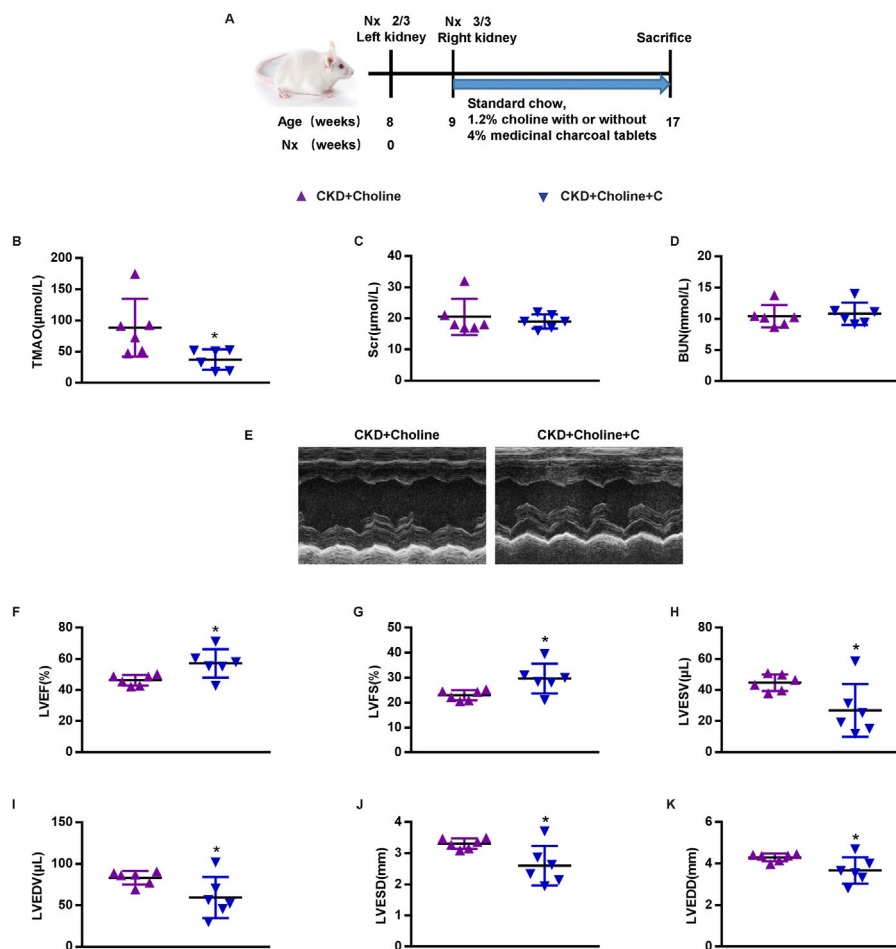 A
Nx 2/3
Left kidney
Nx 3/3
Right kidney
Sacrifice
Standard chow,
1.2% choline with or without
4% medicinal charcoal tablets
Age (weeks) 8 9 17
Nx (weeks) 0
CKD+Choline
CKD+Choline+C
B
TMAO(μmol/L)
200
150
100
50
0
*
C
Scr(μmol/L)
40
30
20
10
0
D
BUN(mmol/L)
20
15
10
5
0
E
CKD+Choline
CKD+Choline+C
F
LVEF(%)
80
60
40
20
0
*
G
LVFS(%)
50
40
30
20
10
0
*
H
LVESV(μL)
80
60
40
20
0
*
I
LVEDV(μL)
150
100
50
0
*
J
LVESD(mm)
4
3
2
1
0
*
K
LVEDD(mm)
6
4
2
0
*